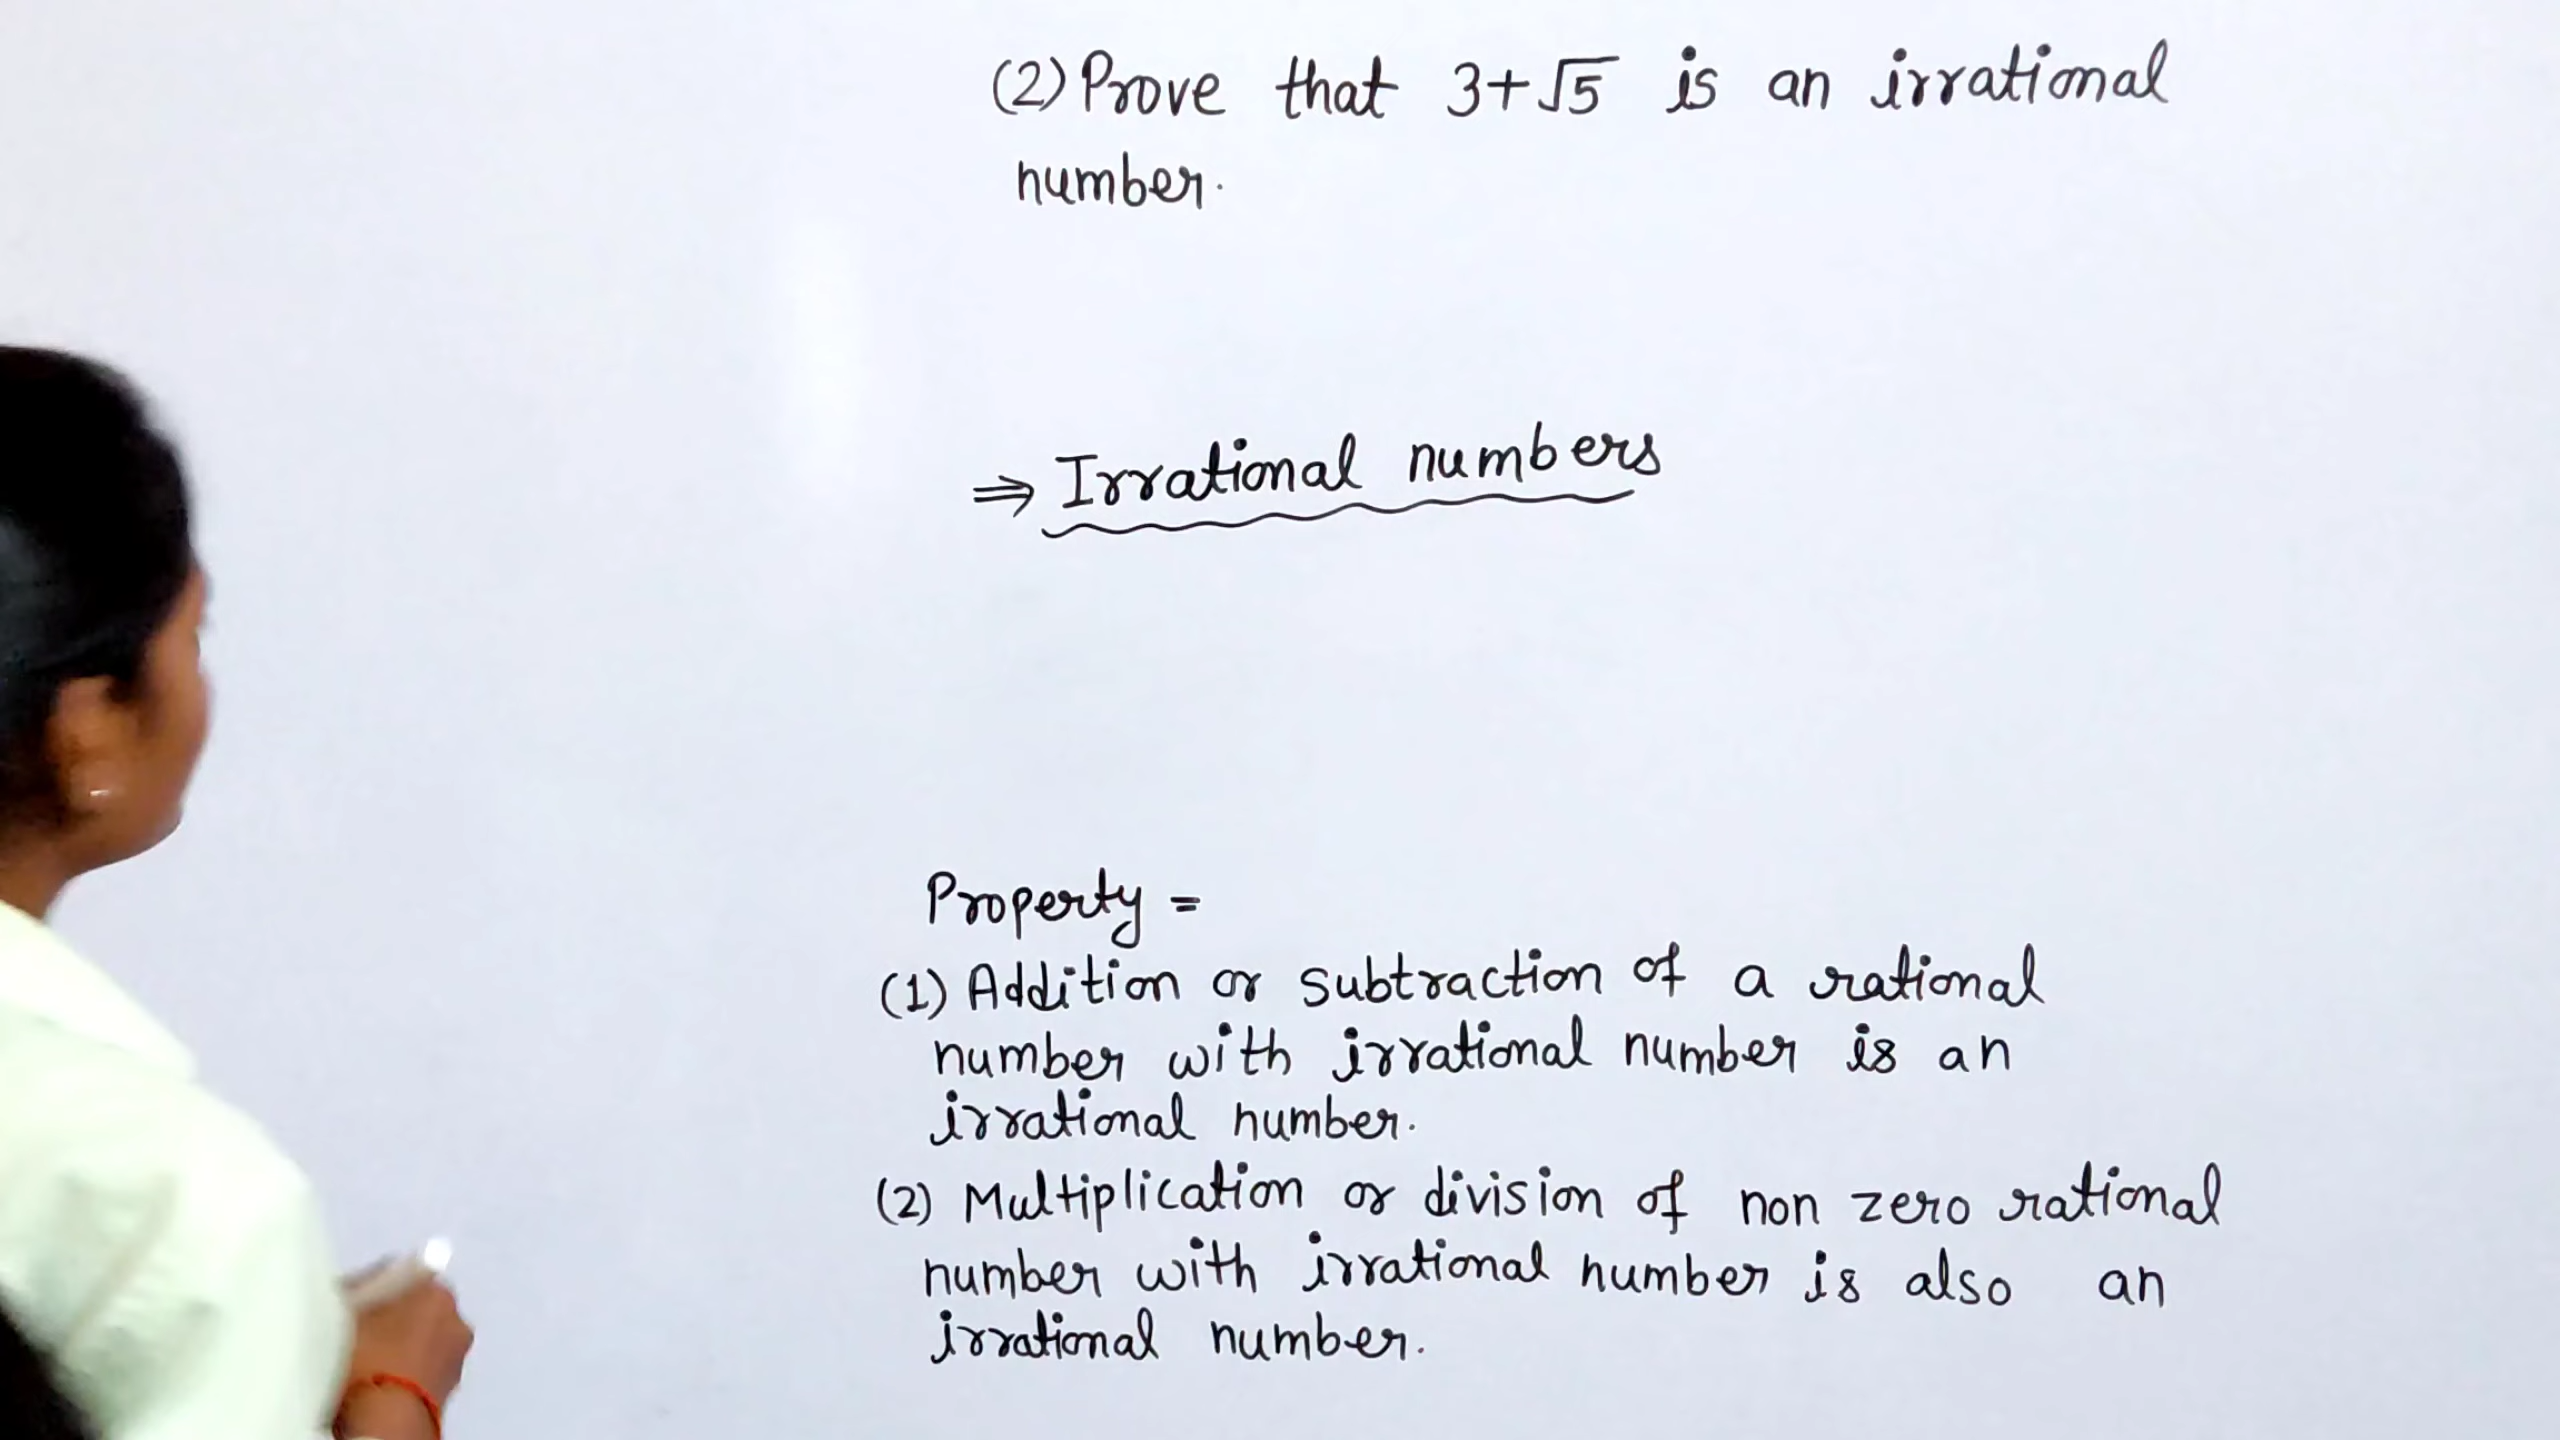 (2) Prove that 3+√5 is an irrational
number.
⇒ Irrational numbers
Property =
(1) Addition or subtraction of a rational
number with irrational number is an
irrational number.
(2) Multiplication or division of non zero rational
number with irrational number is also an
irrational number.